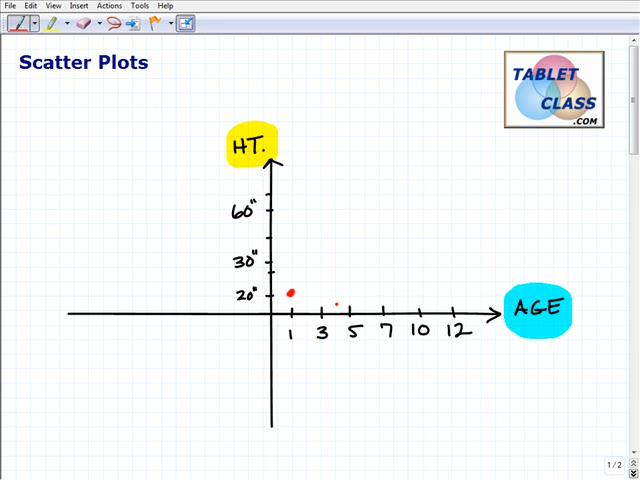 File Edit View Insert Actions Tools Help
Scatter Plots
TABLET
CLASS
.COM
HT.
60"
30"
20"
AGE
1 3 5 7 10 12
1 / 2